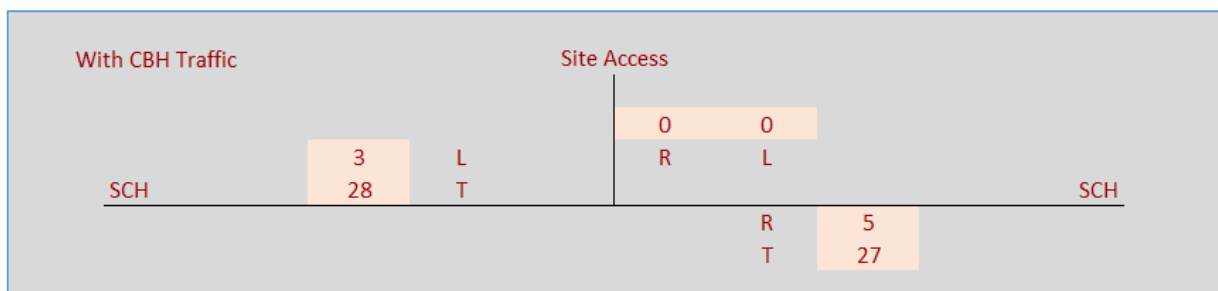 With CBH Traffic Site Access
0 0
3 L R L
SCH 28 T SCH
R 5
T 27